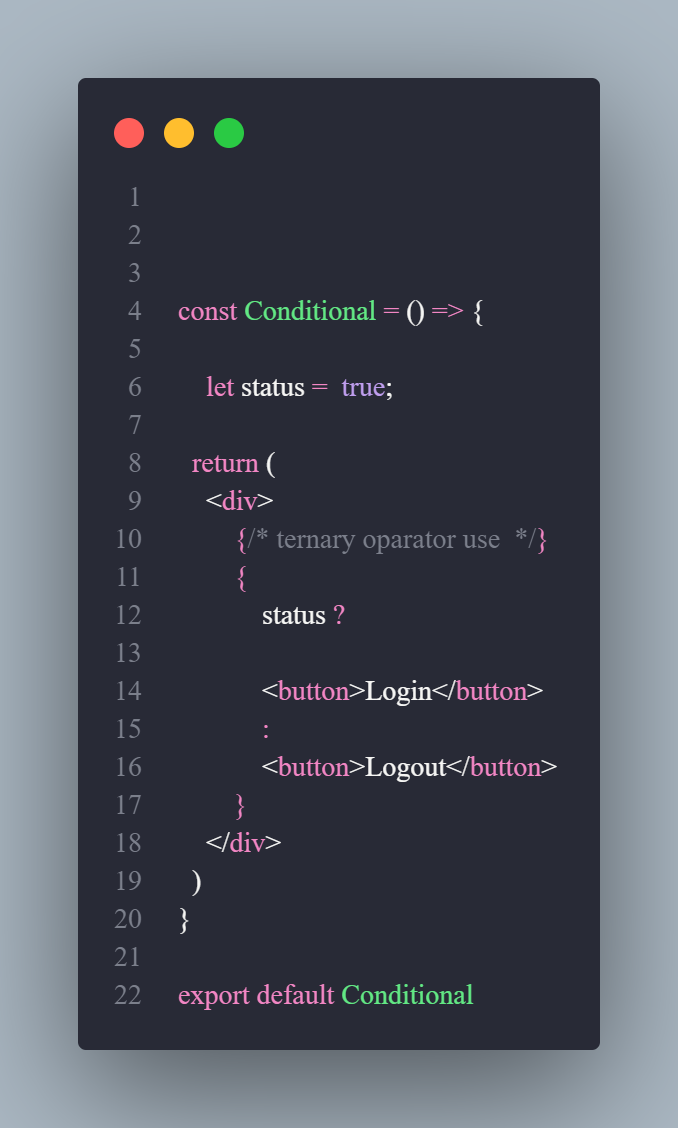 1
2
3
4 const Conditional = () => {
5
6 let status =  true;
7
8 return (
9 <div>
10 {/* ternary oparator use  */}
11 {
12 status ?
13
14 <button>Login</button>
15 :
16 <button>Logout</button>
17 }
18 </div>
19 )
20 }
21
22 export default Conditional